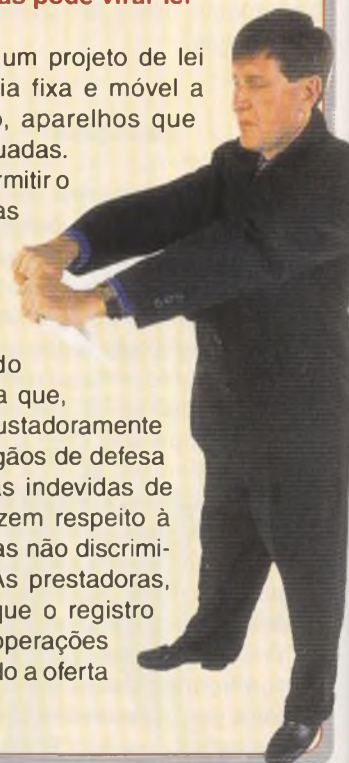 as pode virar lei
um projeto de lei
ia fixa e móvel a
o, aparelhos que
uadas.
rmitir o
as
do
a que,
ustadoramente
gãos de defesa
as indevidas de
zem respeito à
as não discrimi-
As prestadoras,
que o registro
operações
do a oferta